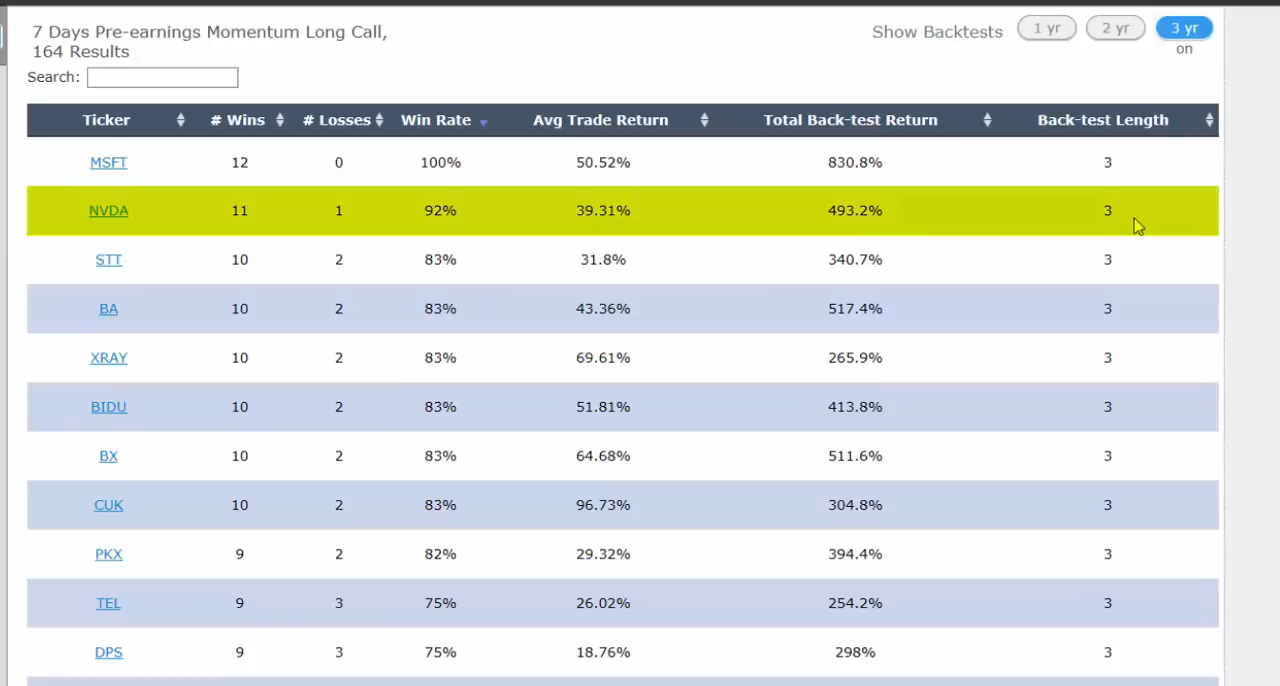 7 Days Pre-earnings Momentum Long Call,
164 Results
Show Backtests 1 yr 2 yr 3 yr
on
Search:
Ticker # Wins # Losses Win Rate Avg Trade Return Total Back-test Return Back-test Length
MSFT 12 0 100% 50.52% 830.8% 3
NVDA 11 1 92% 39.31% 493.2% 3
STT 10 2 83% 31.8% 340.7% 3
BA 10 2 83% 43.36% 517.4% 3
XRAY 10 2 83% 69.61% 265.9% 3
BIDU 10 2 83% 51.81% 413.8% 3
BX 10 2 83% 64.68% 511.6% 3
CUK 10 2 83% 96.73% 304.8% 3
PKX 9 2 82% 29.32% 394.4% 3
TEL 9 3 75% 26.02% 254.2% 3
DPS 9 3 75% 18.76% 298% 3